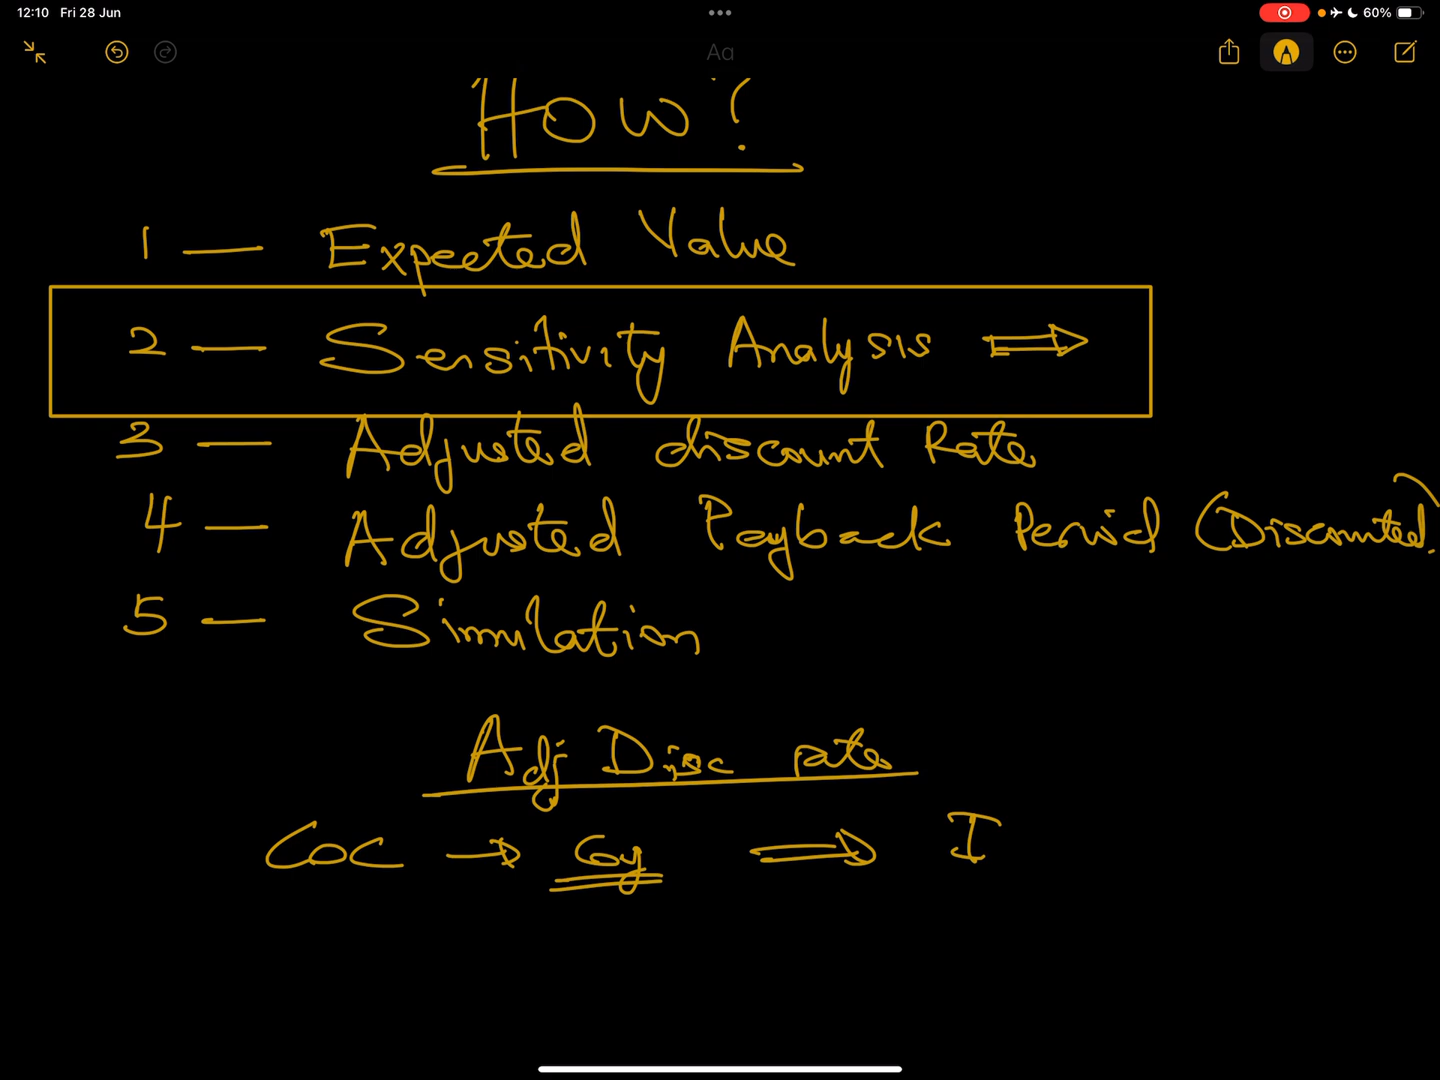 12:10 Fri 28 Jun
60%
Aa
How?
1 — Expected Value
2 — Sensitivity Analysis ⇒
3 — Adjusted discount Rate
4 — Adjusted Payback Period (Discounted)
5 — Simulation
Adj Disc rate
COC → Coy ⇒ I